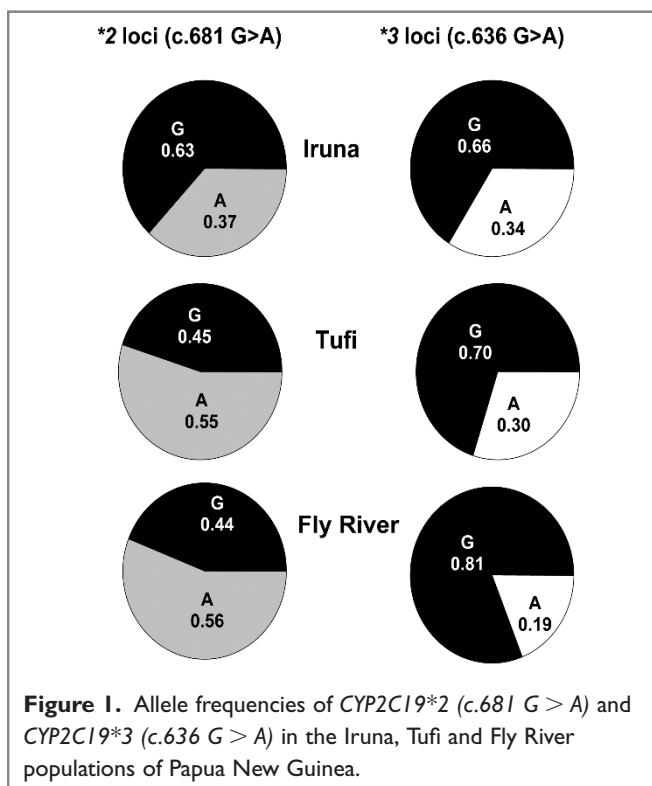 *2 loci (c.681 G>A) *3 loci (c.636 G>A)
G
0.63
A
0.37
Iruna
G
0.66
A
0.34
G
0.45
A
0.55
Tufi
G
0.70
A
0.30
G
0.44
A
0.56
Fly River
G
0.81
A
0.19
Figure 1. Allele frequencies of CYP2C19*2 (c.681 G > A) and
CYP2C19*3 (c.636 G > A) in the Iruna, Tufi and Fly River
populations of Papua New Guinea.